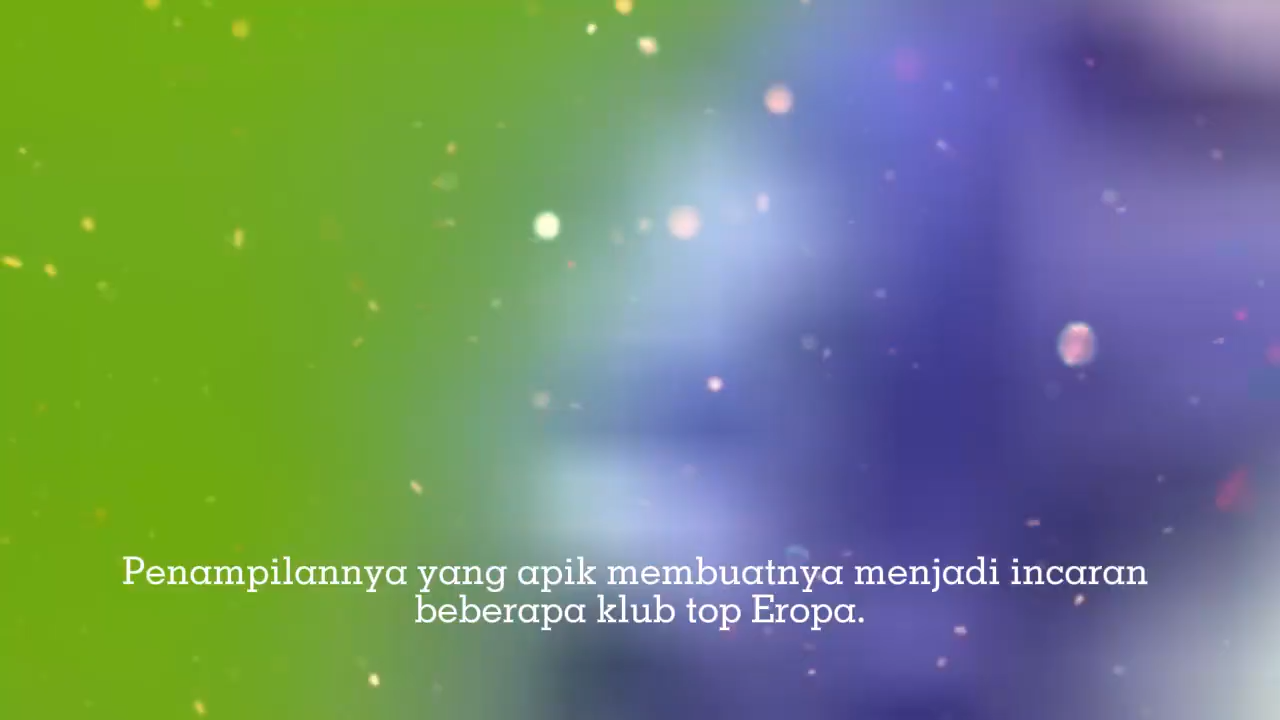 Penampilannya yang apik membuatnya menjadi incaran
beberapa klub top Eropa.